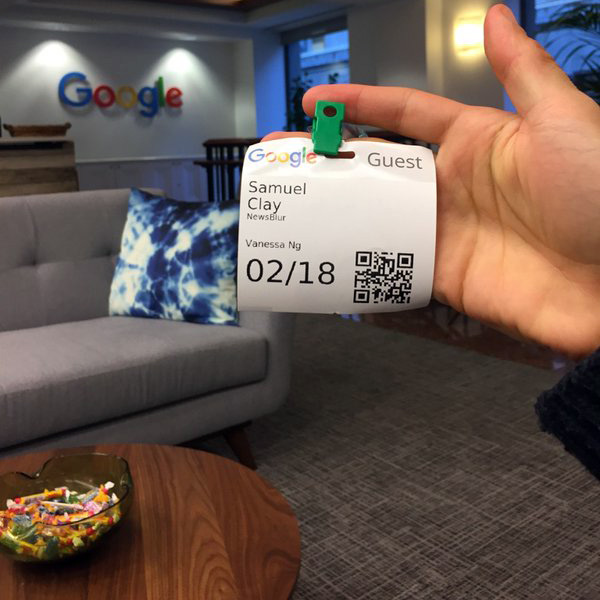 Google
Google Guest
Samuel
Clay
NewsBlur
Vanessa Ng
02/18